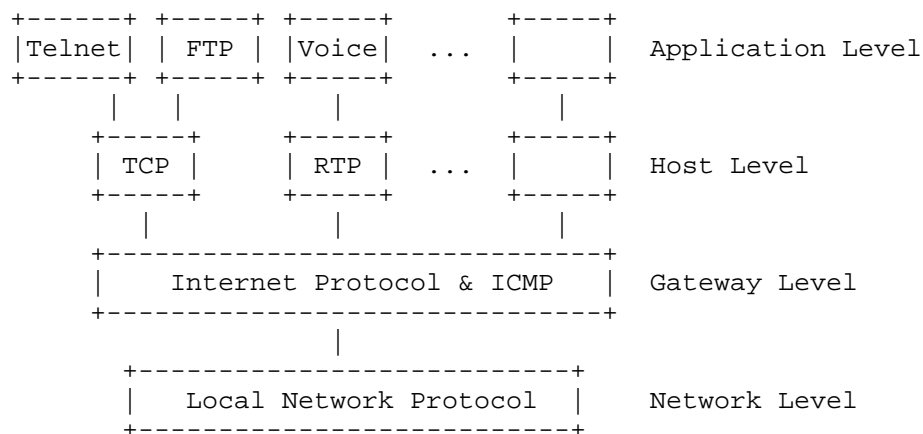 Telnet FTP Voice ... Application Level
TCP RTP ... Host Level
Internet Protocol & ICMP Gateway Level
Local Network Protocol Network Level